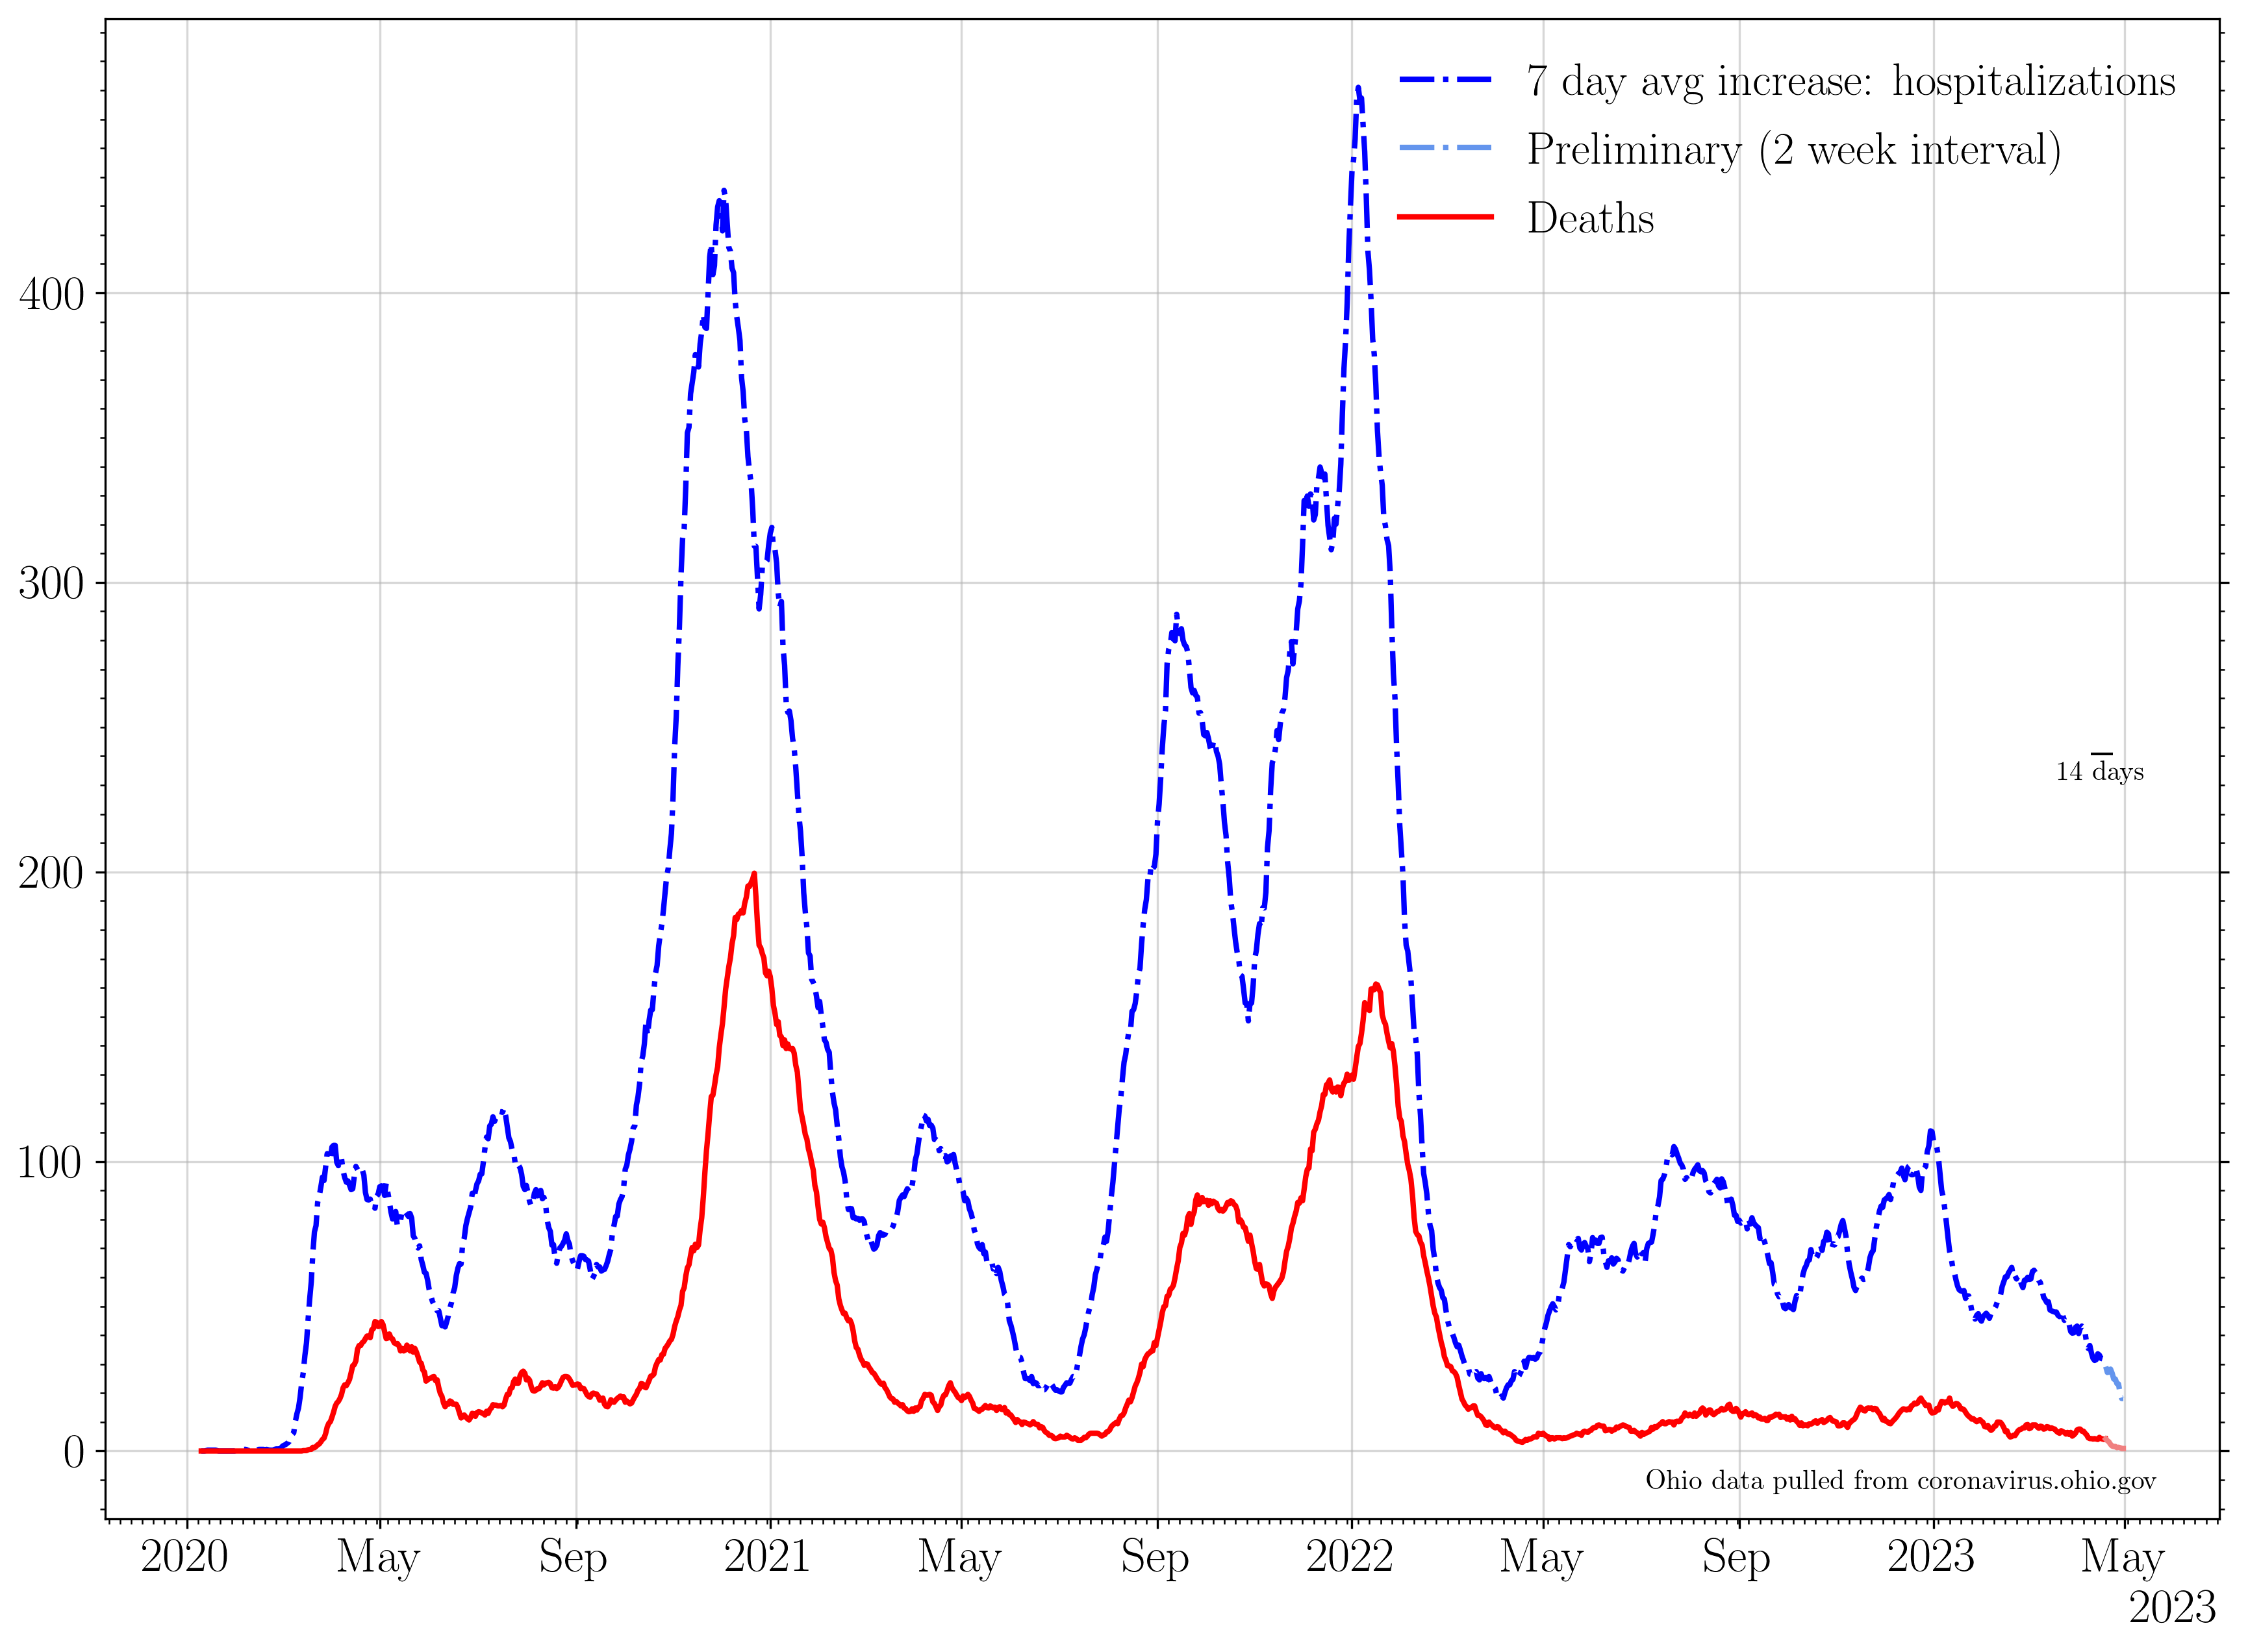 7 day avg increase: hospitalizations
Preliminary (2 week interval)
Deaths
400
300
14 days
200
100
0
Ohio data pulled from coronavirus.ohio.gov
2020 May Sep 2021 May Sep 2022 May Sep 2023 May
2023